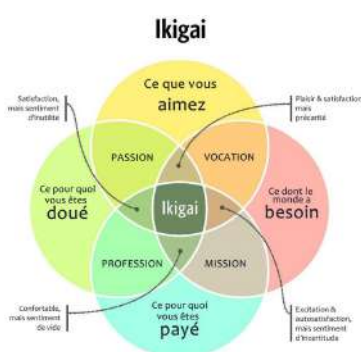 Ikigai
Ce que vous
aimez
Satisfaction,
mais sentiment
d'inutilité
Plaisir & satisfaction
mais
précarité
PASSION
VOCATION
Ce pour quoi
vous êtes
doué
Ikigai
Ce dont le
monde a
besoin
PROFESSION
MISSION
Ce pour quoi
vous êtes
payé
Confortable,
mais sentiment
de vide
Excitation &
autosatisfaction,
mais sentiment
d'incertitude